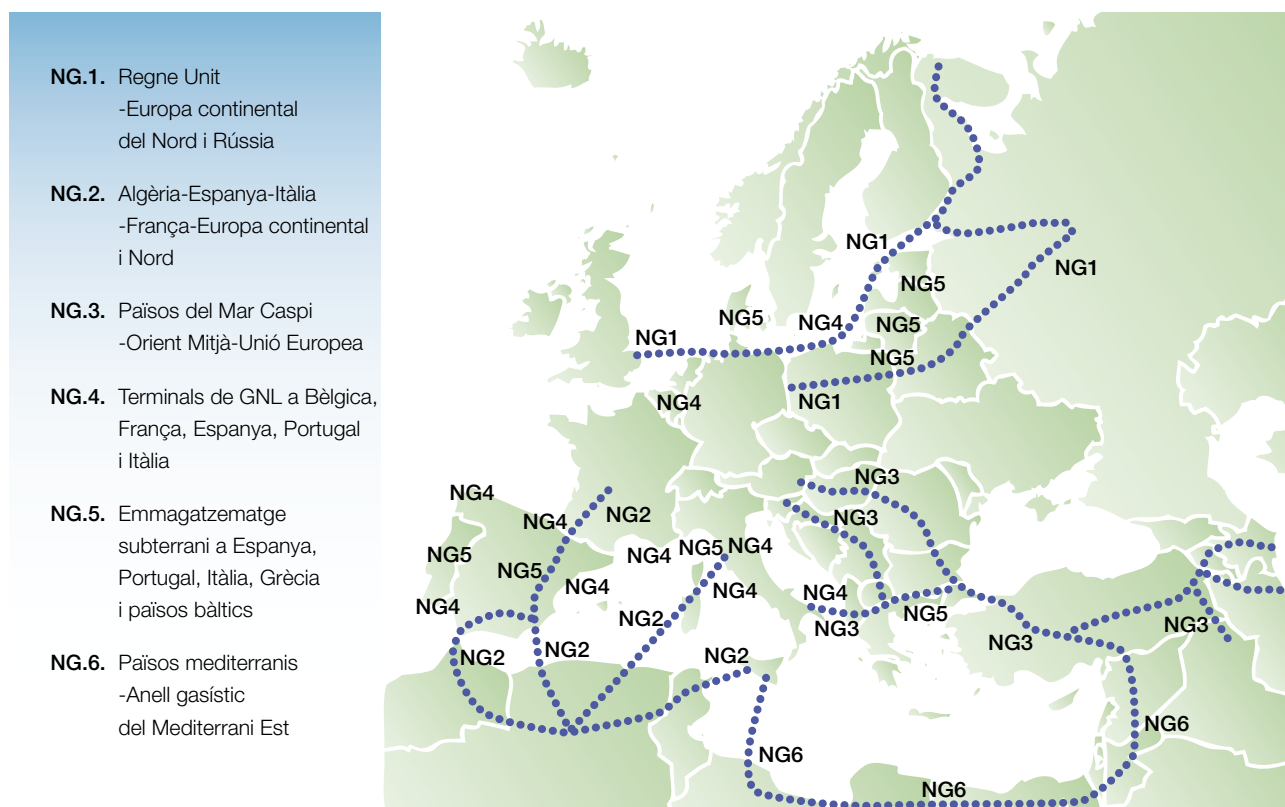 NG.1. Regne Unit
-Europa continental
del Nord i Rússia
NG.2. Algèria-Espanya-Itàlia
-França-Europa continental
i Nord
NG.3. Països del Mar Caspi
-Orient Mitjà-Unió Europea
NG.4. Terminals de GNL a Bèlgica,
França, Espanya, Portugal
i Itàlia
NG.5. Emmagatzematge
subterrani a Espanya,
Portugal, Itàlia, Grècia
i països bàltics
NG.6. Països mediterranis
-Anell gasístic
del Mediterrani Est
NG1
NG1
NG5
NG5
NG4
NG5
NG1
NG5
NG4
NG1
NG3
NG4
NG4
NG2
NG3
NG5
NG4
NG4
NG5
NG5
NG4
NG4
NG4
NG4
NG2
NG3
NG5
NG3
NG3
NG2
NG2
NG2
NG6
NG6
NG6